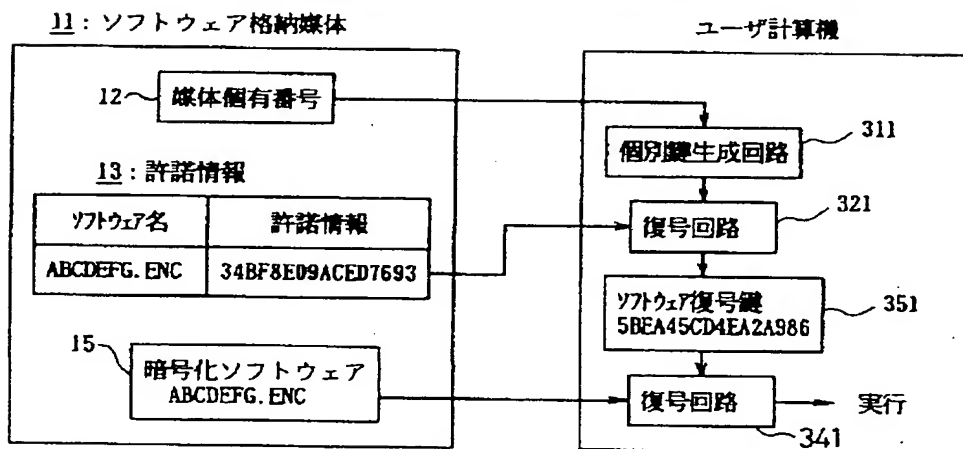 11：ソフトウェア格納媒体
ユーザ計算機
12
媒体個有番号
311
個別鍵生成回路
13：許諾情報
321
ソフトウェア名
許諾情報
復号回路
ABCDEFG.ENC
34BF8E09ACED7693
ソフトウェア復号鍵
5BEA45CD4EA2A986
351
15
暗号化ソフトウェア
ABCDEFG.ENC
復号回路
実行
341